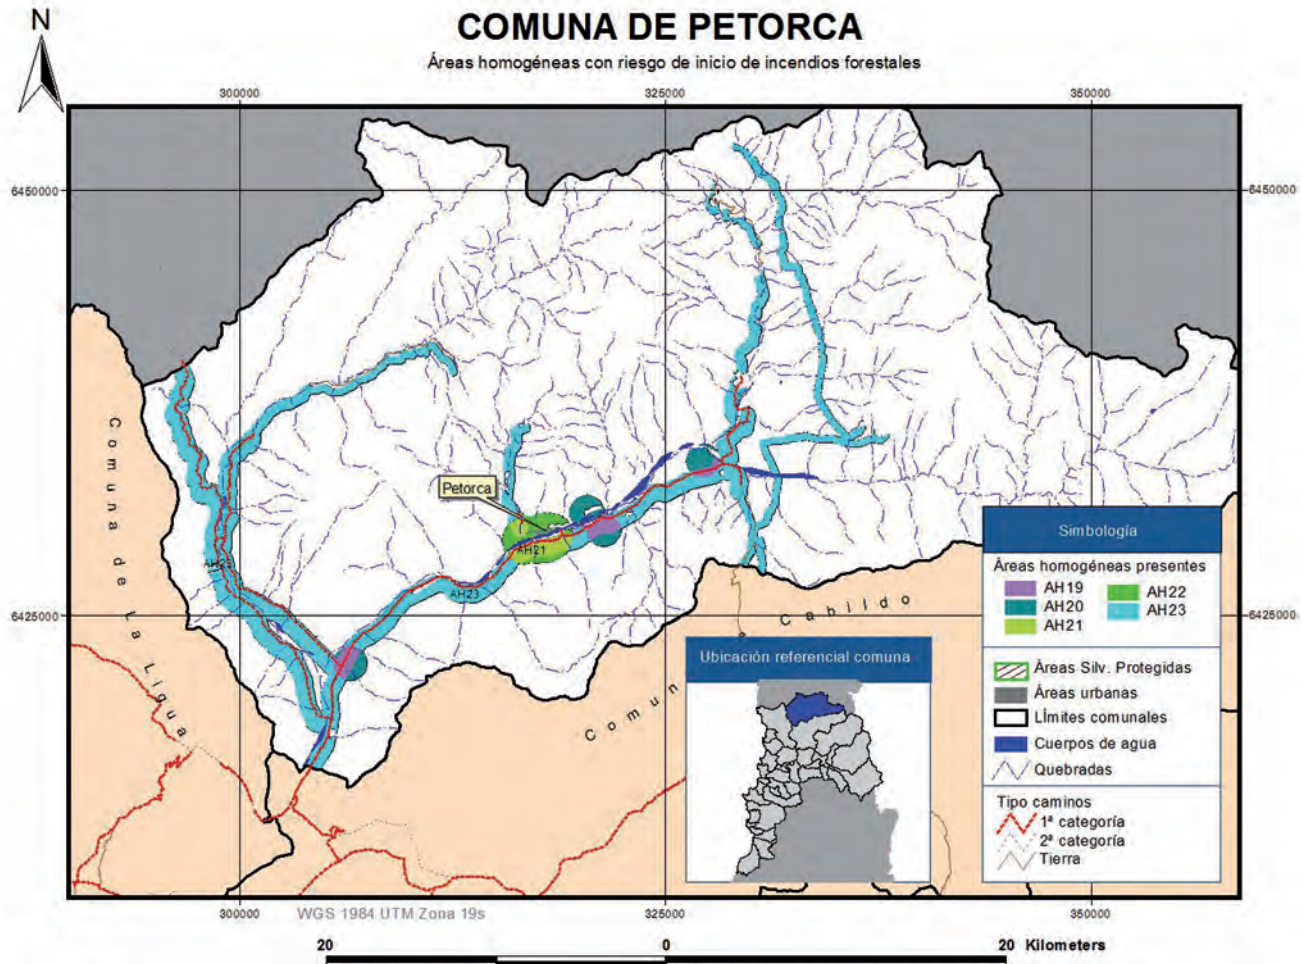 N
COMUNA DE PETORCA
Áreas homogéneas con riesgo de inicio de incendios forestales
300000
325000
350000
6450000
6450000
Comuna de La Ligua
Petorca
AH21
AH23
6425000
6425000
Cabildo
Simbología
Áreas homogéneas presentes
AH19
AH22
AH20
AH23
AH21
Áreas Silv. Protegidas
Áreas urbanas
LÍmites comunales
Cuerpos de agua
Quebradas
Tipo caminos
1ª categoría
2ª categoría
Tierra
Ubicación referencial comuna
300000
WGS 1984 UTM Zona 19s
325000
350000
20
0
20 Kilometers